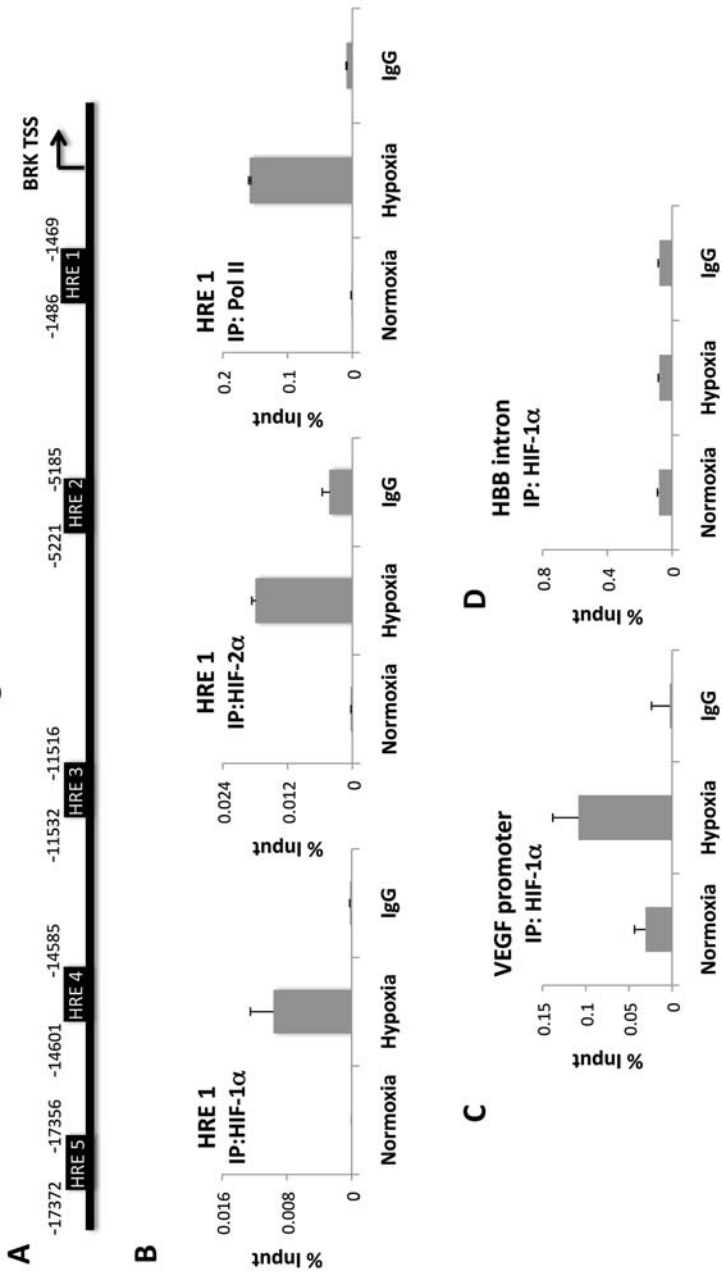 A
BRK TSS
-17372 -17356 -14601 -14585 -11532 -11516 -5221 -5185 -1486 -1469
HRE 5 HRE 4 HRE 3 HRE 2 HRE 1
B
HRE 1
IP:HIF-1α
% Input
0.016
0.008
0
Normoxia Hypoxia IgG
HRE 1
IP:HIF-2α
% Input
0.024
0.012
0
Normoxia Hypoxia IgG
HRE 1
IP: Pol II
% Input
0.2
0.1
0
Normoxia Hypoxia IgG
C
VEGF promoter
IP: HIF-1α
% Input
0.15
0.1
0.05
0
Normoxia Hypoxia IgG
D
HBB intron
IP: HIF-1α
% Input
0.8
0.4
0
Normoxia Hypoxia IgG